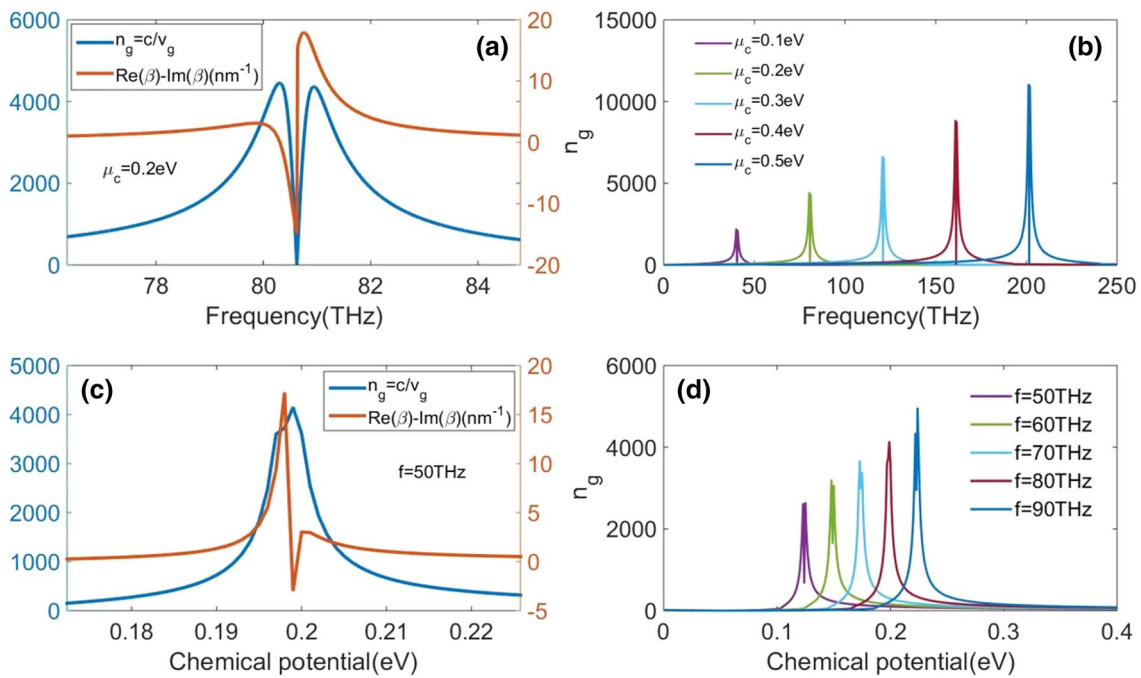 6000
4000
2000
0
20
10
0
-10
-20
n_g=c/v_g
Re(β)-Im(β)(nm⁻¹)
(a)
μ_c=0.2eV
78
80
82
84
Frequency(THz)
15000
10000
5000
0
n_g
μ_c=0.1eV
μ_c=0.2eV
μ_c=0.3eV
μ_c=0.4eV
μ_c=0.5eV
(b)
0
50
100
150
200
250
Frequency(THz)
5000
4000
3000
2000
1000
0
20
15
10
5
0
-5
(c)
n_g=c/v_g
Re(β)-Im(β)(nm⁻¹)
f=50THz
0.18
0.19
0.2
0.21
0.22
Chemical potential(eV)
6000
4000
2000
0
n_g
(d)
f=50THz
f=60THz
f=70THz
f=80THz
f=90THz
0
0.1
0.2
0.3
0.4
Chemical potential(eV)